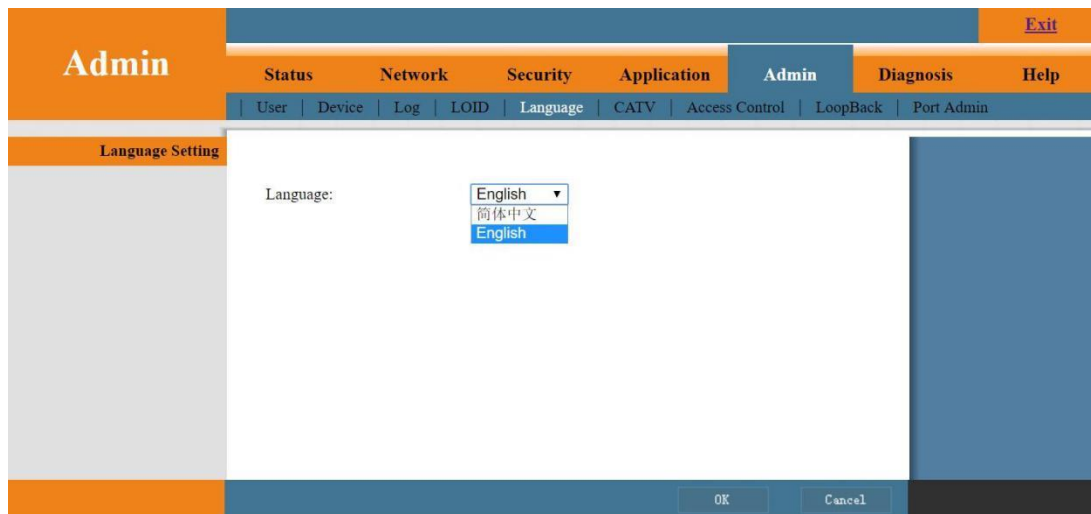 Exit
Admin
Status Network Security Application Admin Diagnosis Help
| User | Device | Log | LOID | Language | CATV | Access Control | LoopBack | Port Admin
Language Setting
Language: English
简体中文
English
OK Cancel